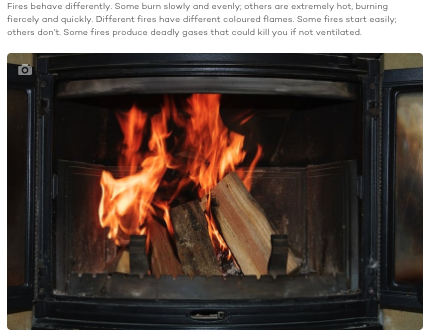 Fires behave differently. Some burn slowly and evenly; others are extremely hot, burning
fiercely and quickly. Different fires have different coloured flames. Some fires start easily;
others don't. Some fires produce deadly gases that could kill you if not ventilated.